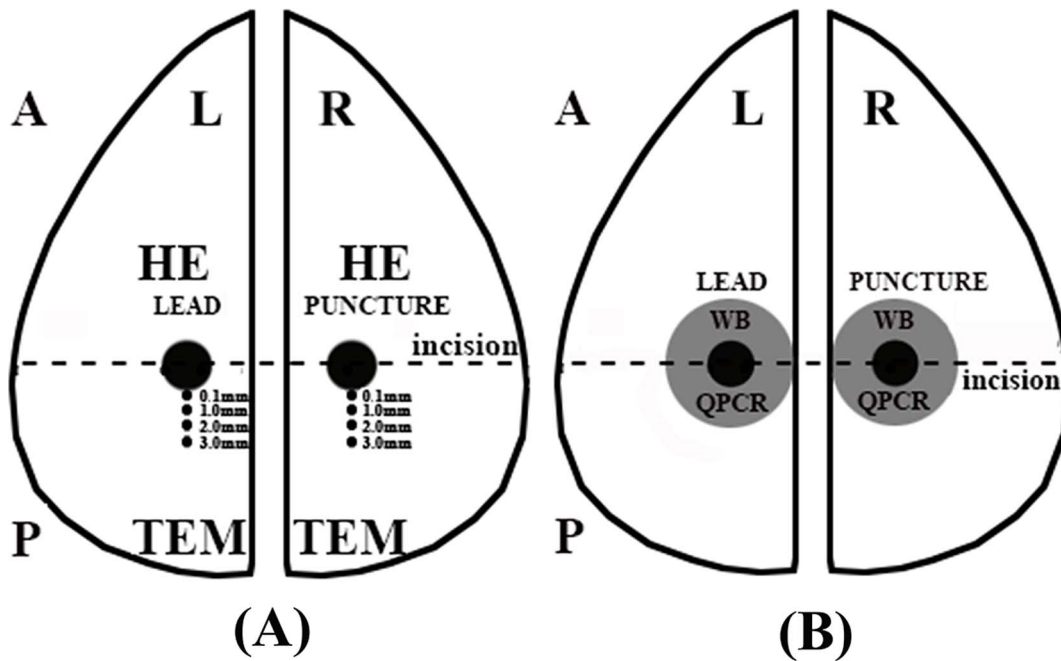 A L R
HE HE
LEAD PUNCTURE
incision
0.1mm 0.1mm
1.0mm 1.0mm
2.0mm 2.0mm
3.0mm 3.0mm
P TEM TEM
(A)
A L R
LEAD PUNCTURE
WB WB
incision
QPCR QPCR
P
(B)